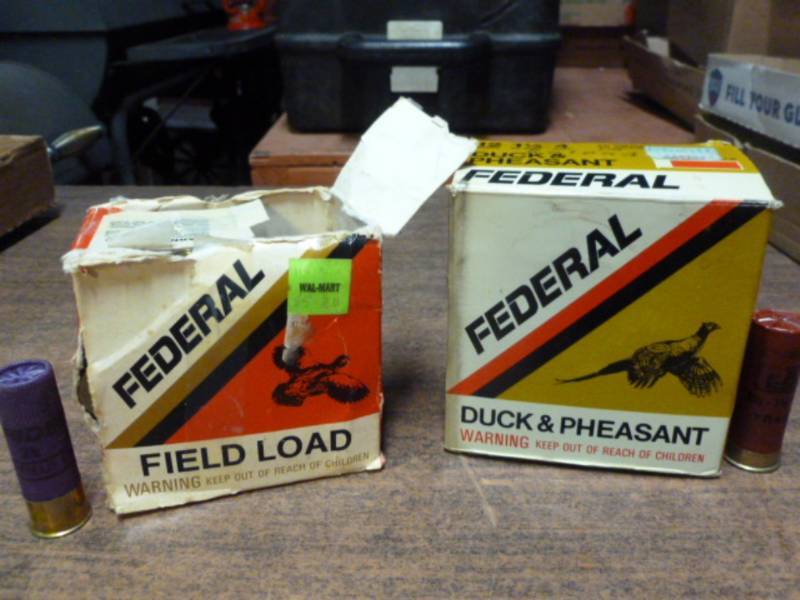 FEDERAL
WAL-MART
FIELD LOAD
WARNING KEEP OUT OF REACH OF CHILDREN
DUCK &
PHEASANT
FEDERAL
FEDERAL
DUCK & PHEASANT
WARNING KEEP OUT OF REACH OF CHILDREN
FILL YOUR